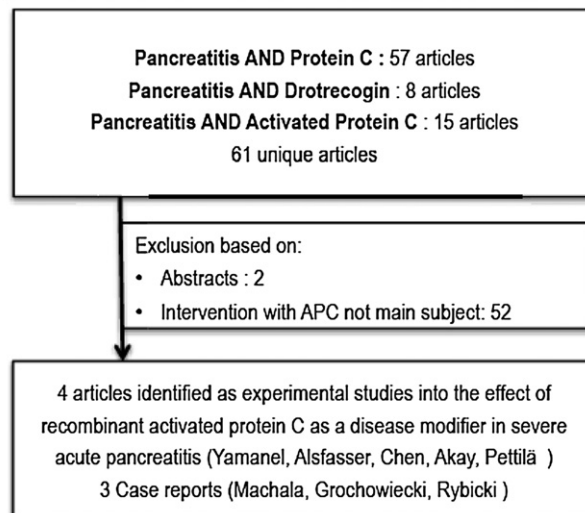 Pancreatitis AND Protein C : 57 articles
Pancreatitis AND Drotrecogin : 8 articles
Pancreatitis AND Activated Protein C : 15 articles
61 unique articles
Exclusion based on:
• Abstracts : 2
• Intervention with APC not main subject: 52
4 articles identified as experimental studies into the effect of
recombinant activated protein C as a disease modifier in severe
acute pancreatitis (Yamanel, Alsfasser, Chen, Akay, Pettilä )
3 Case reports (Machala, Grochowiecki, Rybicki )